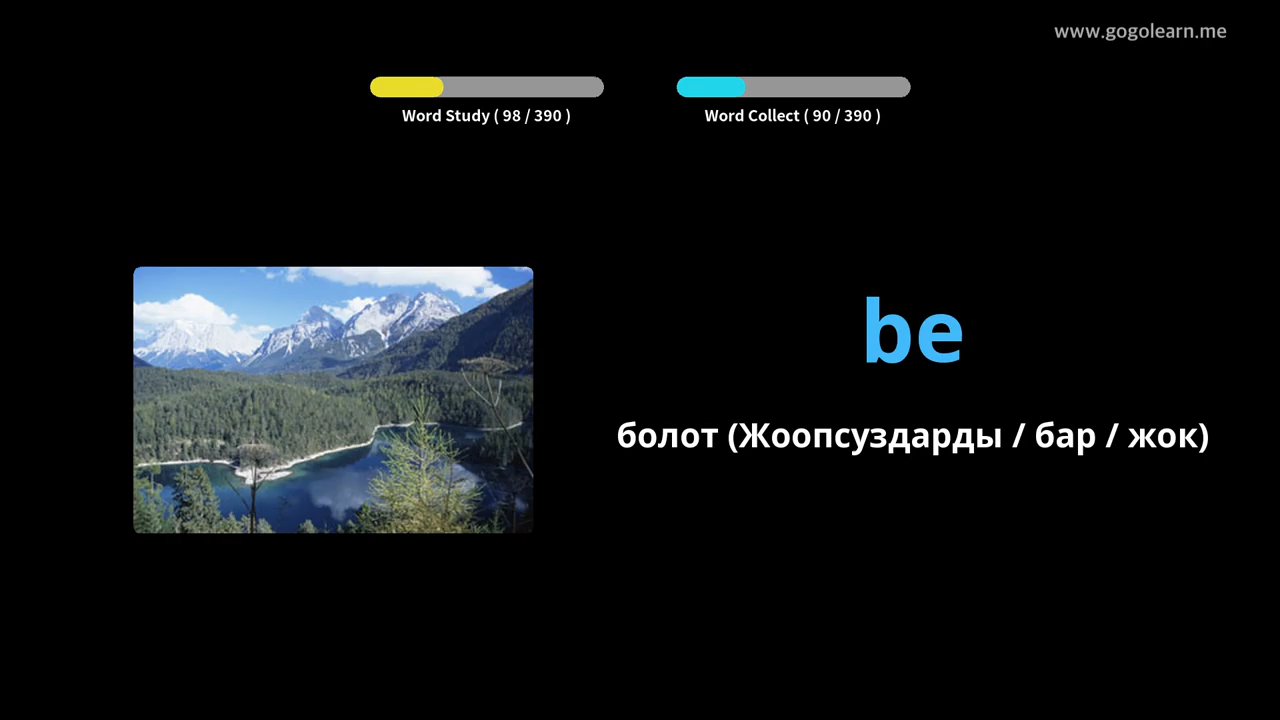 www.gogolearn.me
Word Study ( 98 / 390 )
Word Collect ( 90 / 390 )
be
болот (Жоопсуздарды / бар / жок)